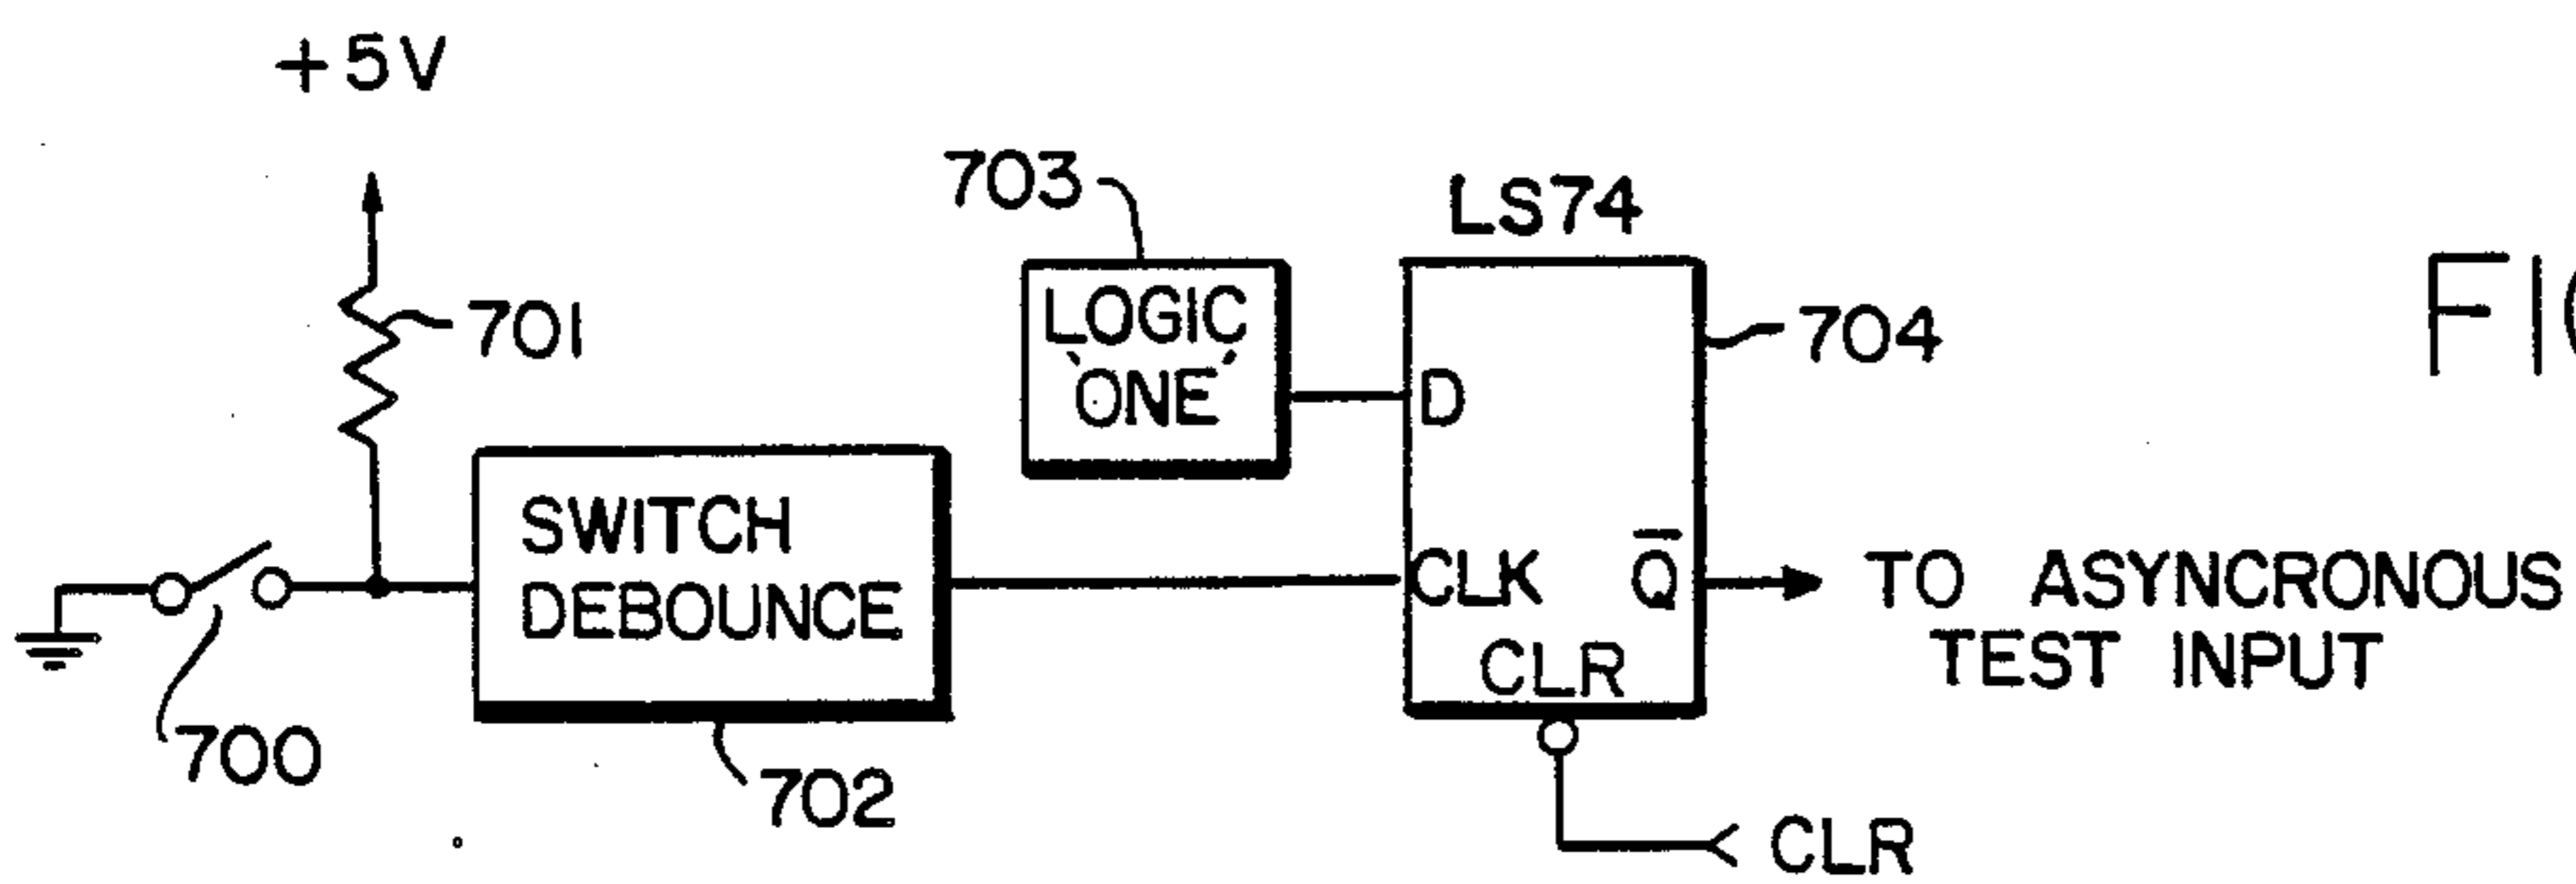 +5V
703
LS74
701
LOGIC
'ONE'
704
D
SWITCH
DEBOUNCE
CLK
Q̅
TO ASYNCRONOUS
TEST INPUT
CLR
700
702
CLR